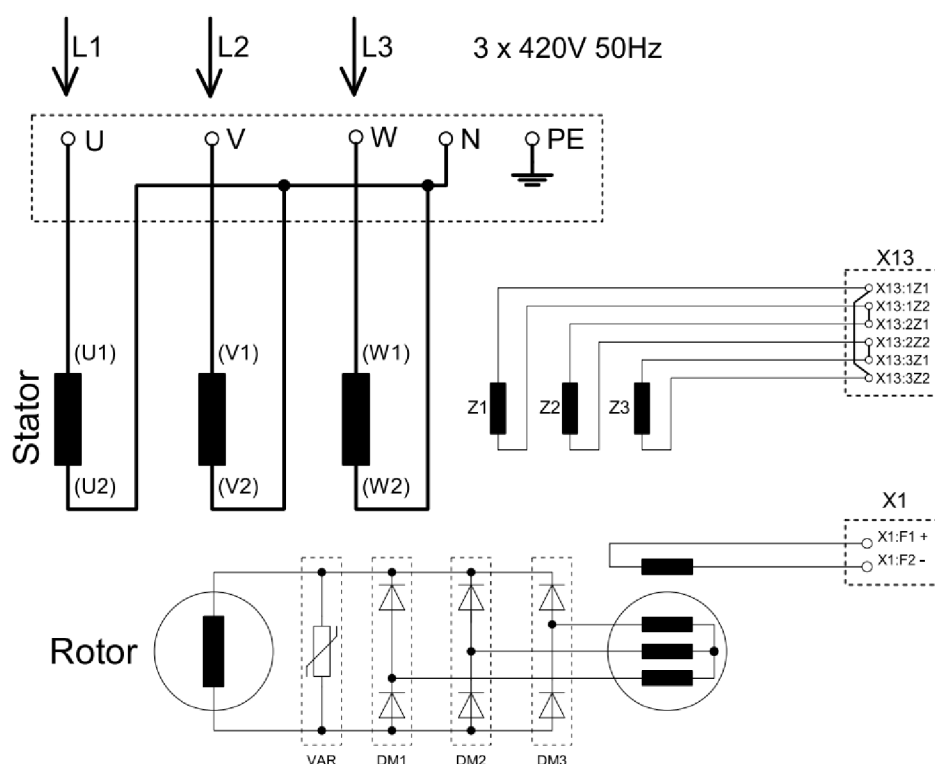 L1 L2 L3 3 x 420V 50Hz
U V W N PE
X13
X13:1Z1
X13:1Z2
X13:2Z1
X13:2Z2
X13:3Z1
X13:3Z2
(U1) (V1) (W1)
Stator
Z1 Z2 Z3
(U2) (V2) (W2)
X1
X1:F1 +
X1:F2 -
Rotor
VAR DM1 DM2 DM3